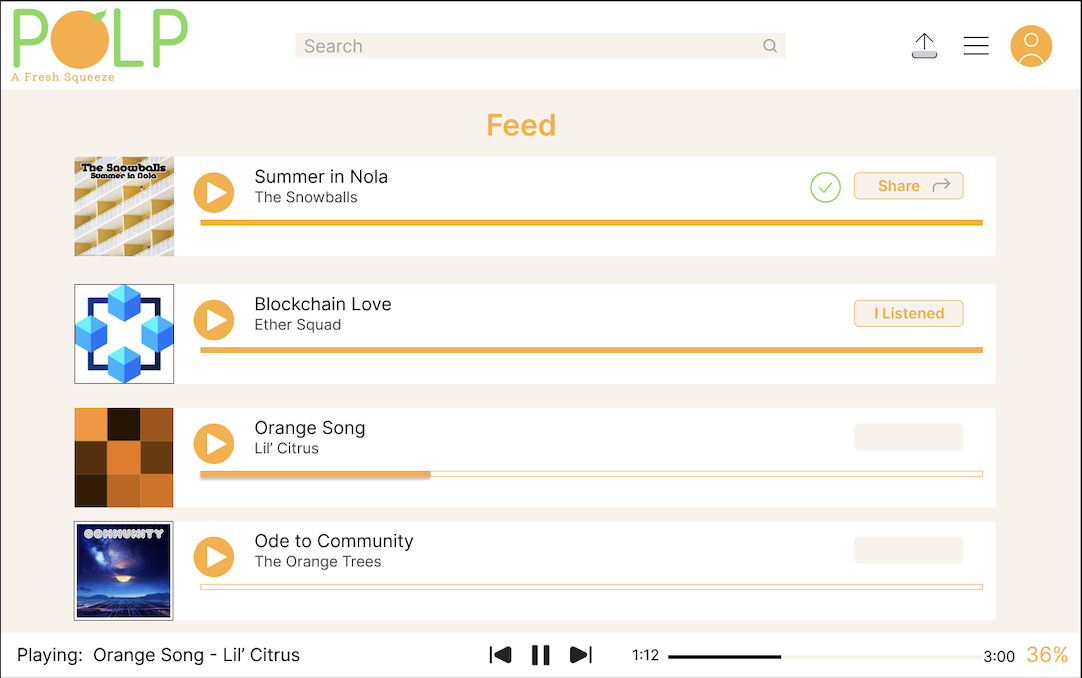 POLP
A Fresh Squeeze
Search
Feed
The Snowballs
Summer in Nola
Summer in Nola
The Snowballs
Share
Blockchain Love
Ether Squad
I Listened
Orange Song
Lil’ Citrus
COMMUNITY
Ode to Community
The Orange Trees
Playing: Orange Song - Lil’ Citrus
1:12
3:00
36%